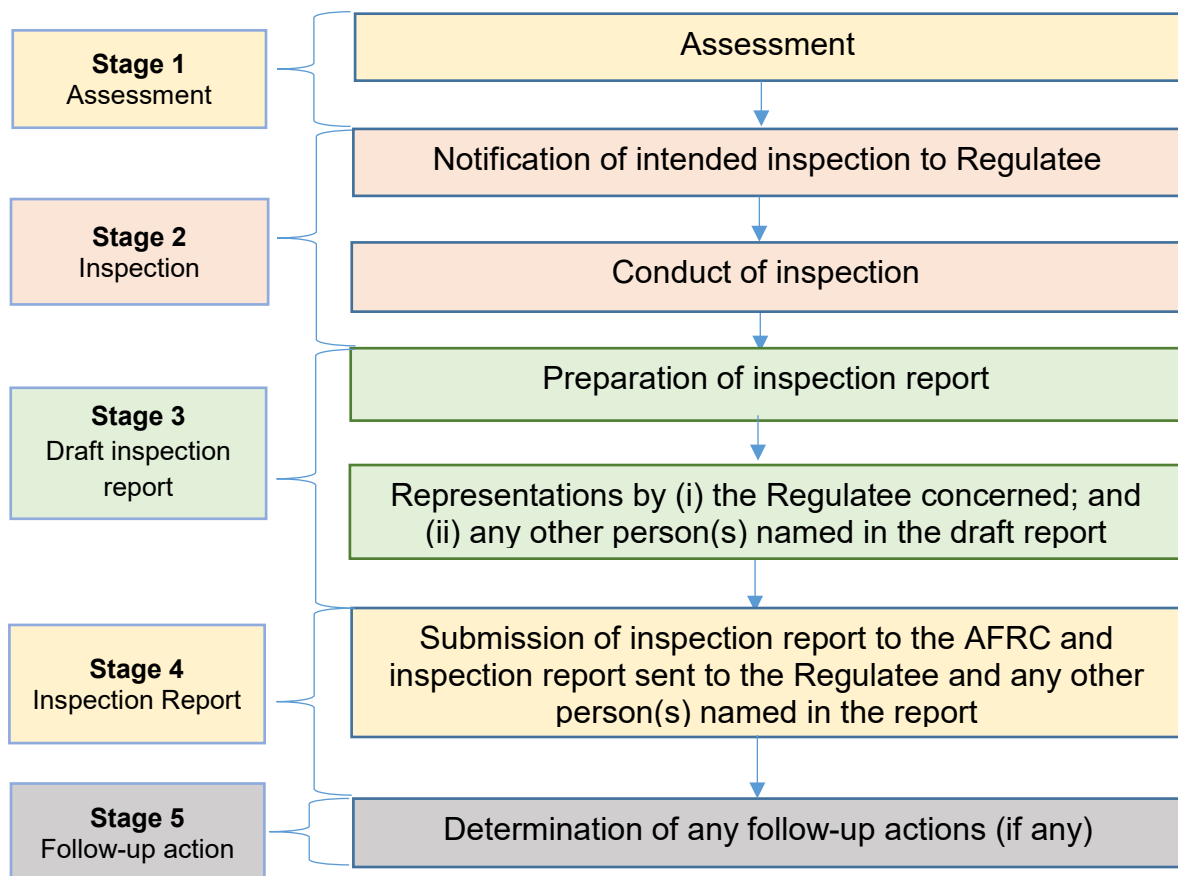 Stage 1
Assessment
Assessment
Stage 2
Inspection
Notification of intended inspection to Regulatee
Conduct of inspection
Stage 3
Draft inspection
report
Preparation of inspection report
Representations by (i) the Regulatee concerned; and
(ii) any other person(s) named in the draft report
Stage 4
Inspection Report
Submission of inspection report to the AFRC and
inspection report sent to the Regulatee and any other
person(s) named in the report
Stage 5
Follow-up action
Determination of any follow-up actions (if any)